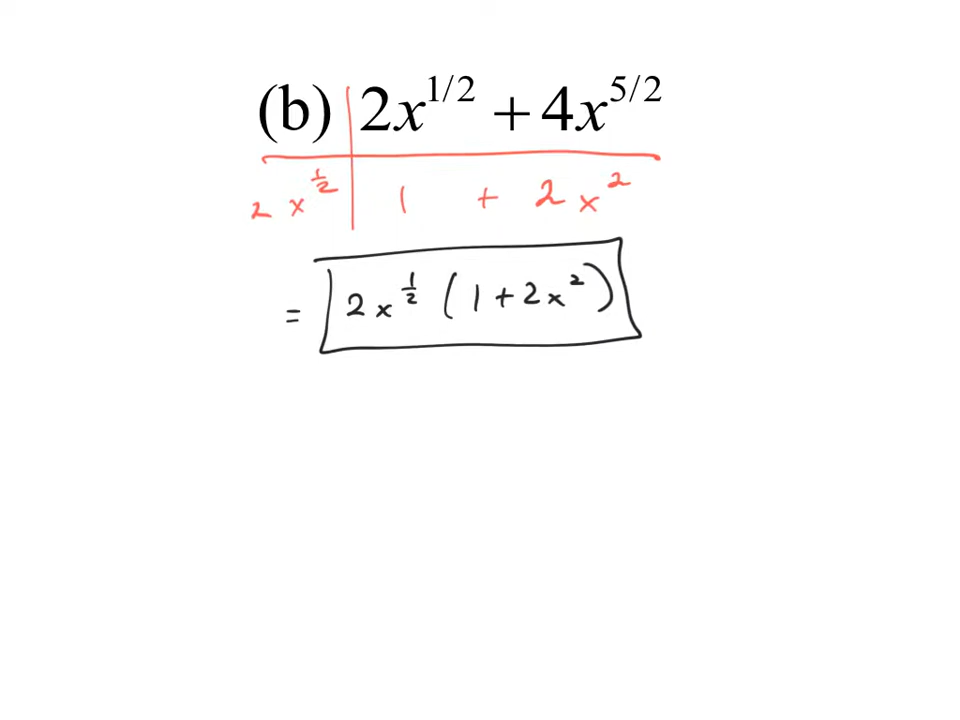 (b) 2x^{1/2} + 4x^{5/2}
2x^{1/2} | 1 + 2x^2
= 2x^{1/2} (1 + 2x^2)